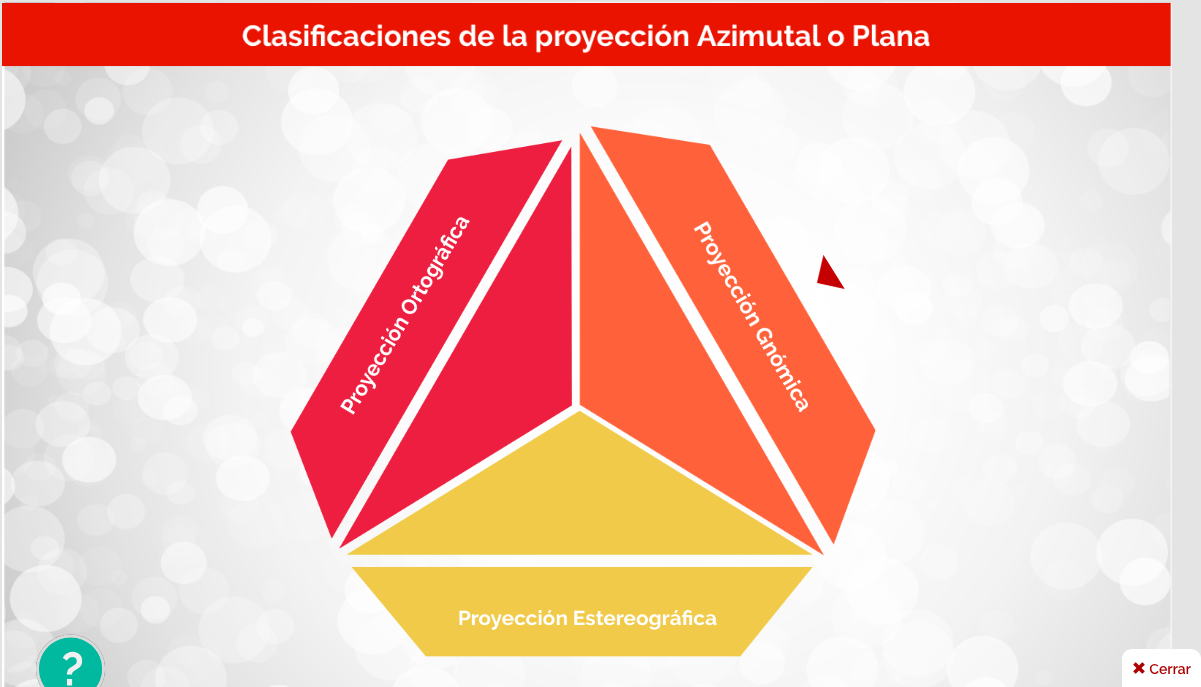 Clasificaciones de la proyección Azimutal o Plana
Proyección Ortográfica
Proyección Gnómica
Proyección Estereográfica
?
✖ Cerrar